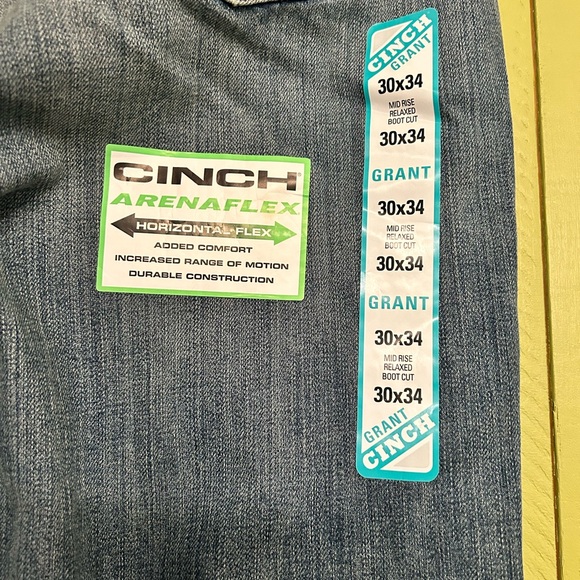 CINCH
ARENAFLEX
HORIZONTAL-FLEX
ADDED COMFORT
INCREASED RANGE OF MOTION
DURABLE CONSTRUCTION
CINCH
GRANT
30x34
MID RISE
RELAXED
BOOT CUT
30x34
GRANT
30x34
MID RISE
RELAXED
BOOT CUT
30x34
GRANT
30x34
MID RISE
RELAXED
BOOT CUT
30x34
GRANT
CINCH